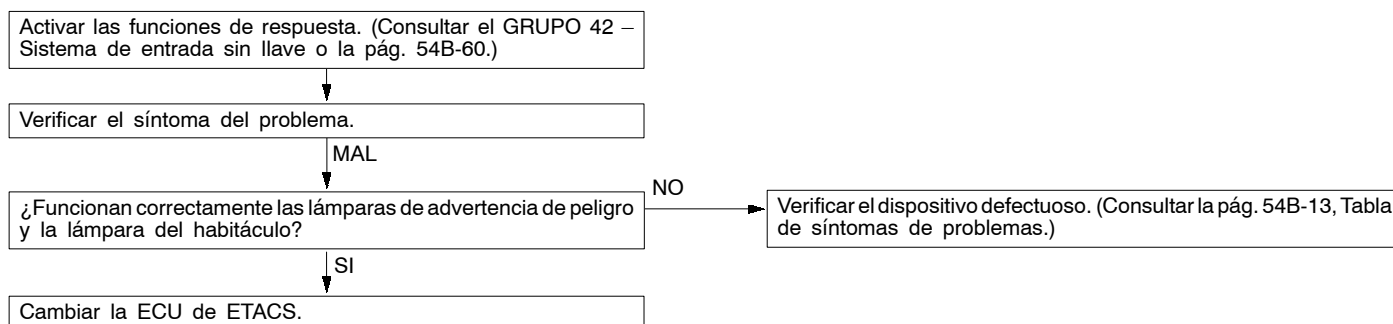 Activar las funciones de respuesta. (Consultar el GRUPO 42 –
Sistema de entrada sin llave o la pág. 54B-60.)
Verificar el síntoma del problema.
MAL
¿Funcionan correctamente las lámparas de advertencia de peligro
y la lámpara del habitáculo?
NO
Verificar el dispositivo defectuoso. (Consultar la pág. 54B-13, Tabla
de síntomas de problemas.)
SI
Cambiar la ECU de ETACS.